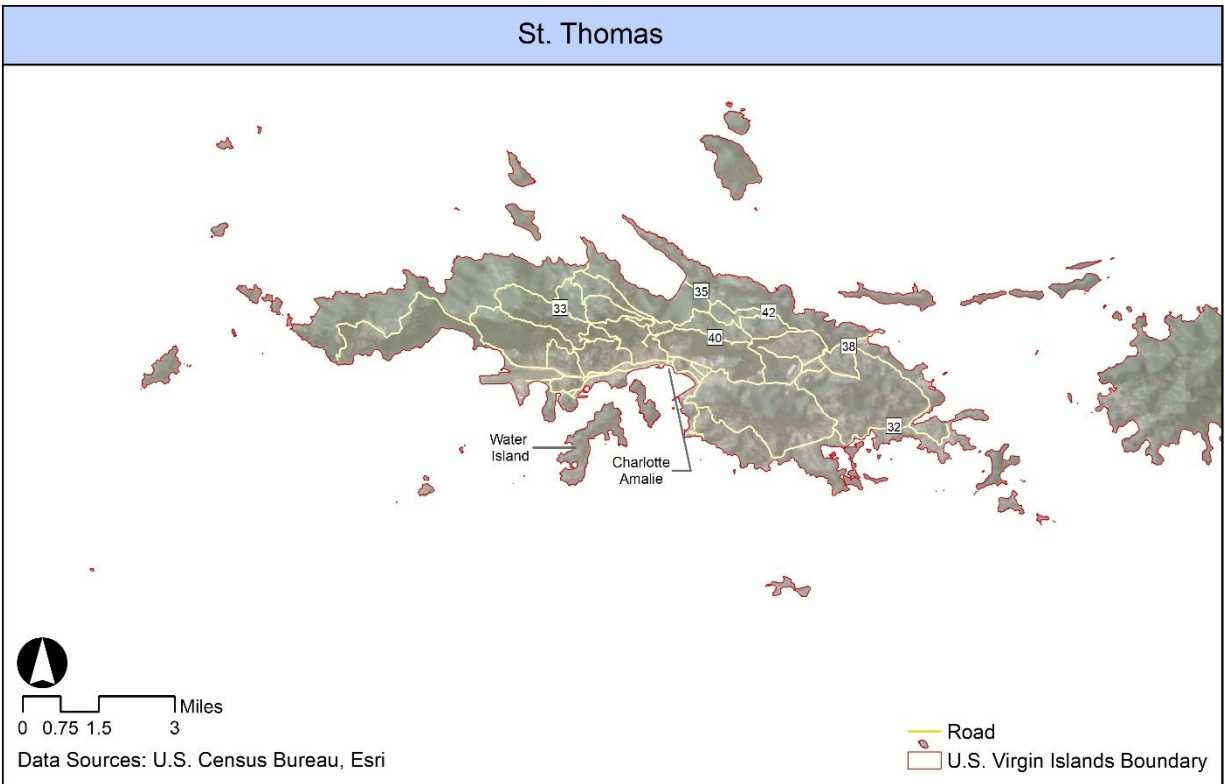 St. Thomas
35
33
42
40
38
32
Water
Island
Charlotte
Amalie
Miles
0 0.75 1.5 3
Data Sources: U.S. Census Bureau, Esri
Road
U.S. Virgin Islands Boundary